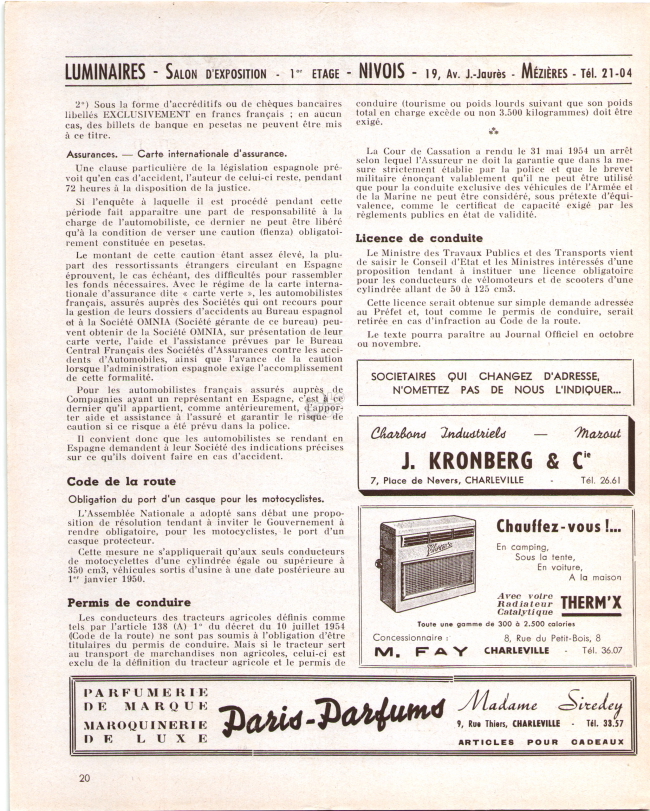 LUMINAIRES - SALON D'EXPOSITION - 1er ETAGE - NIVOIS - 19, Av. J.-Jaurès - MÉZIÈRES - Tél. 21-04
2°) Sous la forme d'accréditifs ou de chèques bancaires
libellés EXCLUSIVEMENT en francs français ; en aucun
cas, des billets de banque en pesetas ne peuvent être mis
à ce titre.
Assurances. — Carte internationale d'assurance.
Une clause particulière de la législation espagnole pré-
voit qu'en cas d'accident, l'auteur de celui-ci reste, pendant
72 heures à la disposition de la justice.
Si l'enquête à laquelle il est procédé pendant cette
période fait apparaitre une part de responsabilité à la
charge de l'automobiliste, ce dernier ne peut être libéré
qu'à la condition de verser une caution (fienza) obligatoi-
rement constituée en pesetas.
Le montant de cette caution étant assez élevé, la plu-
part des ressortissants étrangers circulant en Espagne
éprouvent, le cas échéant, des difficultés pour rassembler
les fonds nécessaires. Avec le régime de la carte interna-
tionale d'assurance dite « carte verte », les automobilistes
français, assurés auprès des Sociétés qui ont recours pour
la gestion de leurs dossiers d'accidents au Bureau espagnol
et à la Société OMNIA (Société gérante de ce bureau) peu-
vent obtenir de la Société OMNIA, sur présentation de leur
carte verte, l'aide et l'assistance prévues par le Bureau
Central Français des Sociétés d'Assurances contre les acci-
dents d'Automobiles, ainsi que l'avance de la caution
lorsque l'administration espagnole exige l'accomplissement
de cette formalité.
Pour les automobilistes français assurés auprès de
Compagnies ayant un représentant en Espagne, c'est à ce
dernier qu'il appartient, comme antérieurement, d'appor-
ter aide et assistance à l'assuré et garantir le risque de
caution si ce risque a été prévu dans la police.
Il convient donc que les automobilistes se rendant en
Espagne demandent à leur Société des indications précises
sur ce qu'ils doivent faire en cas d'accident.
Code de la route
Obligation du port d'un casque pour les motocyclistes.
L'Assemblée Nationale a adopté sans débat une propo-
sition de résolution tendant à inviter le Gouvernement à
rendre obligatoire, pour les motocyclistes, le port d'un
casque protecteur.
Cette mesure ne s'appliquerait qu'aux seuls conducteurs
de motocyclettes d'une cylindrée égale ou supérieure à
350 cm3, véhicules sortis d'usine à une date postérieure au
1er janvier 1950.
Permis de conduire
Les conducteurs des tracteurs agricoles définis comme
tels par l'article 138 (A) 1° du décret du 10 juillet 1954
(Code de la route) ne sont pas soumis à l'obligation d'être
titulaires du permis de conduire. Mais si le tracteur sert
au transport de marchandises non agricoles, celui-ci est
exclu de la définition du tracteur agricole et le permis de
conduire (tourisme ou poids lourds suivant que son poids
total en charge excède ou non 3.500 kilogrammes) doit être
exigé.
La Cour de Cassation a rendu le 31 mai 1954 un arrêt
selon lequel l'Assureur ne doit la garantie que dans la me-
sure strictement établie par la police et que le brevet
militaire énonçant valablement qu'il ne peut être utilisé
que pour la conduite exclusive des véhicules de l'Armée et
de la Marine ne peut être considéré, sous prétexte d'équi-
valence, comme le certificat de capacité exigé par les
règlements publics en état de validité.
Licence de conduite
Le Ministre des Travaux Publics et des Transports vient
de saisir le Conseil d'Etat et les Ministres intéressés d'une
proposition tendant à instituer une licence obligatoire
pour les conducteurs de vélomoteurs et de scooters d'une
cylindrée allant de 50 à 125 cm3.
Cette licence serait obtenue sur simple demande adressée
au Préfet et, tout comme le permis de conduire, serait
retirée en cas d'infraction au Code de la route.
Le texte pourra paraître au Journal Officiel en octobre
ou novembre.
SOCIETAIRES QUI CHANGEZ D'ADRESSE,
N'OMETTEZ PAS DE NOUS L'INDIQUER...
Charbons Industriels — Mazout
J. KRONBERG & Cie
7, Place de Nevers, CHARLEVILLE - Tél. 26.61
Chauffez-vous !...
En camping,
Sous la tente,
En voiture,
A la maison
Avec votre
Radiateur
Catalytique
THERM'X
Toute une gamme de 300 à 2.500 calories
Concessionnaire :
8, Rue du Petit-Bois, 8
M. FAY CHARLEVILLE - Tél. 36.07
PARFUMERIE
DE MARQUE
MAROQUINERIE
DE LUXE
Paris-Parfums
Madame Siredey
9, Rue Thiers, CHARLEVILLE - Tél. 33.57
ARTICLES POUR CADEAUX
20